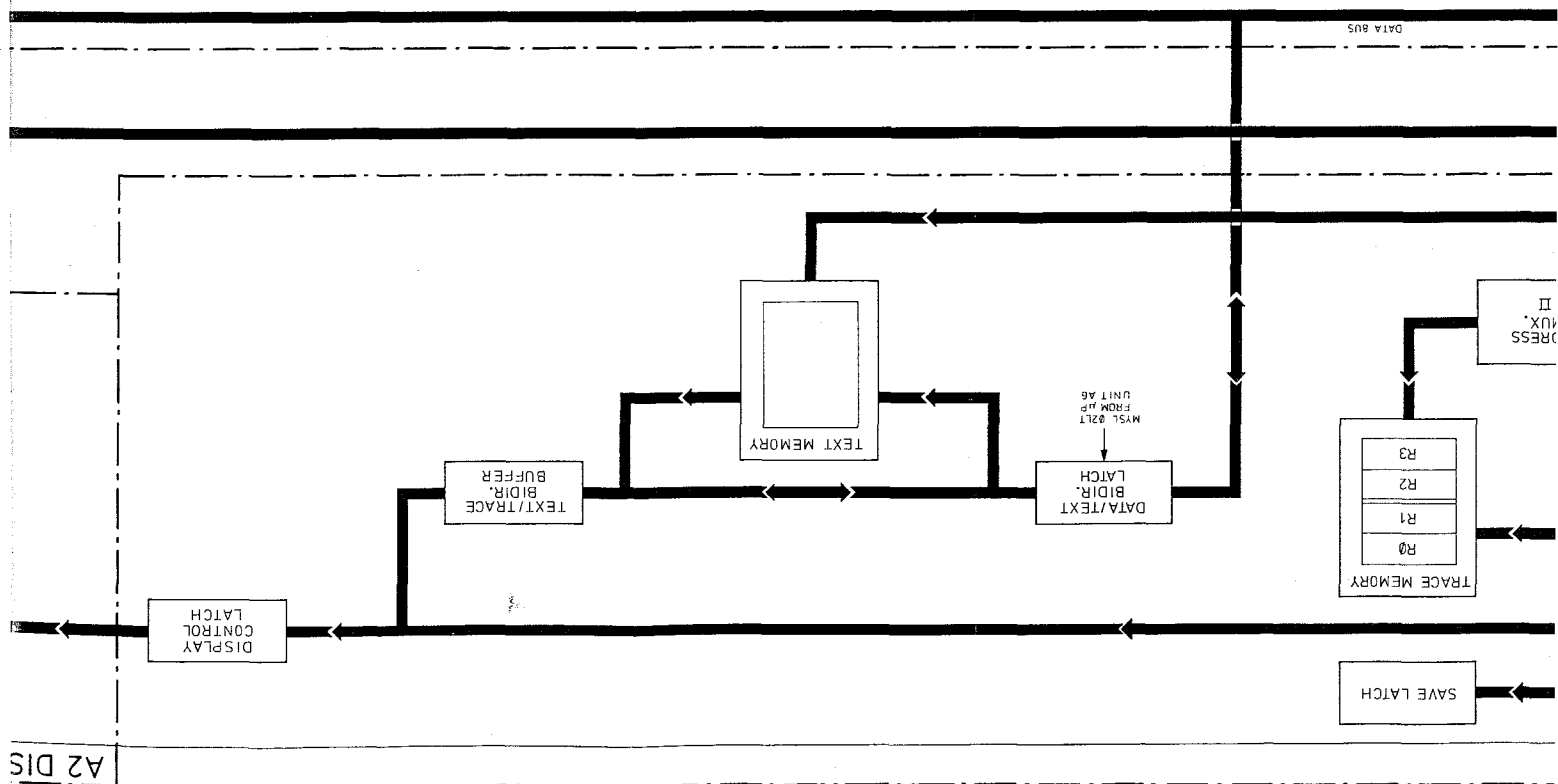 A2 DIS
SAVE LATCH
DISPLAY
CONTROL
LATCH
TRACE MEMORY
RØ
R1
R2
R3
DATA/TEXT
BIDIR.
LATCH
TEXT/TRACE
BIDIR.
BUFFER
TEXT MEMORY
MYSL Ø2LT
FROM µP
UNIT A6
DRESS
MUX.
II
DATA BUS